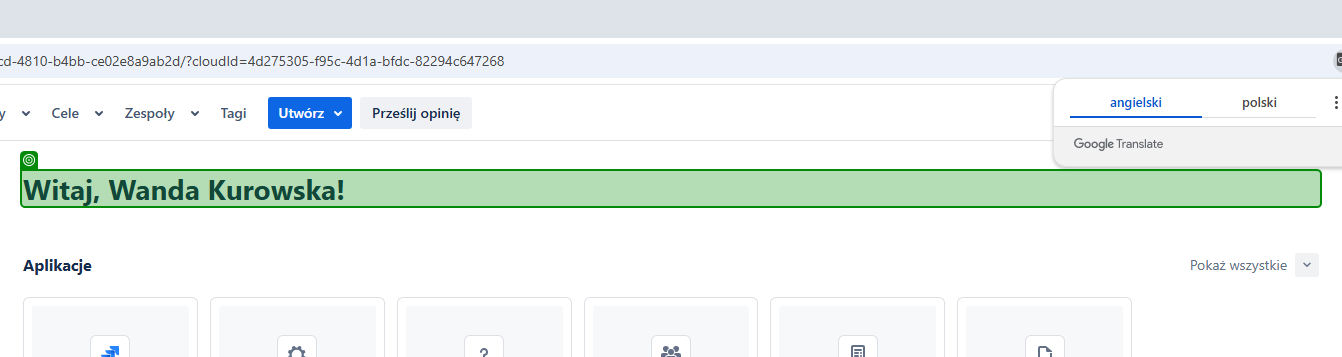 cd-4810-b4bb-ce02e8a9ab2d/?cloudId=4d275305-f95c-4d1a-bfdc-82294c647268
angielski polski
y Cele Zespoły Tagi Utwórz Prześlij opinię
Google Translate
Witaj, Wanda Kurowska!
Aplikacje Pokaż wszystkie